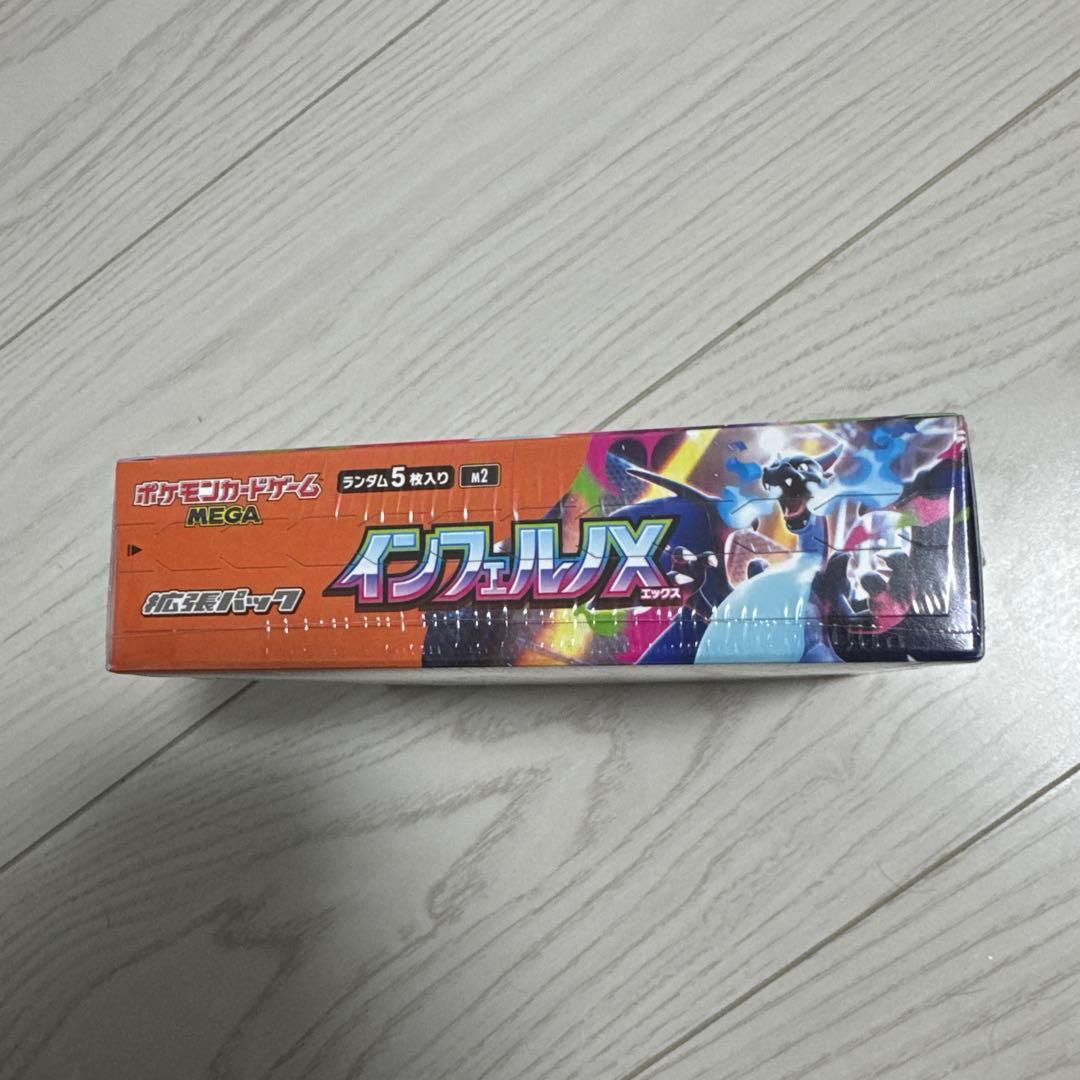 ポケモンカードゲーム
MEGA
ランダム5枚入り
M2
インフェルノX
エックス
拡張パック